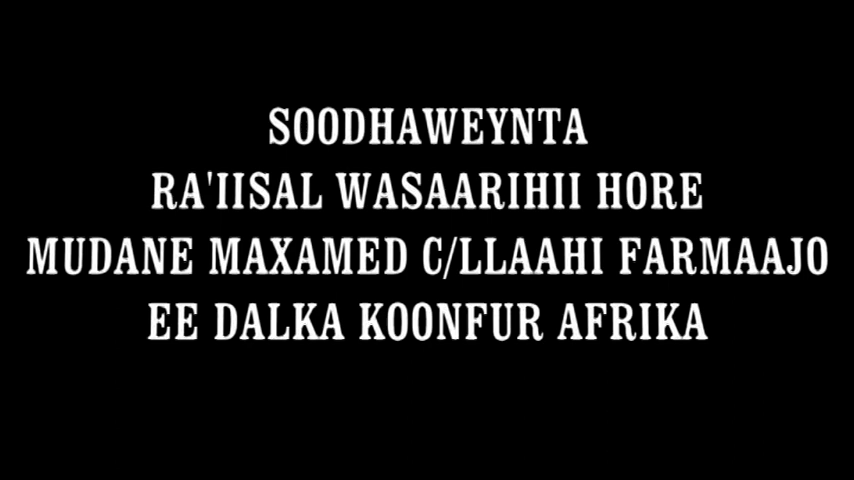 SOODHAWEYNTA
RA'IISAL WASAARIHII HORE
MUDANE MAXAMED C/LLAAHI FARMAAJO
EE DALKA KOONFUR AFRIKA